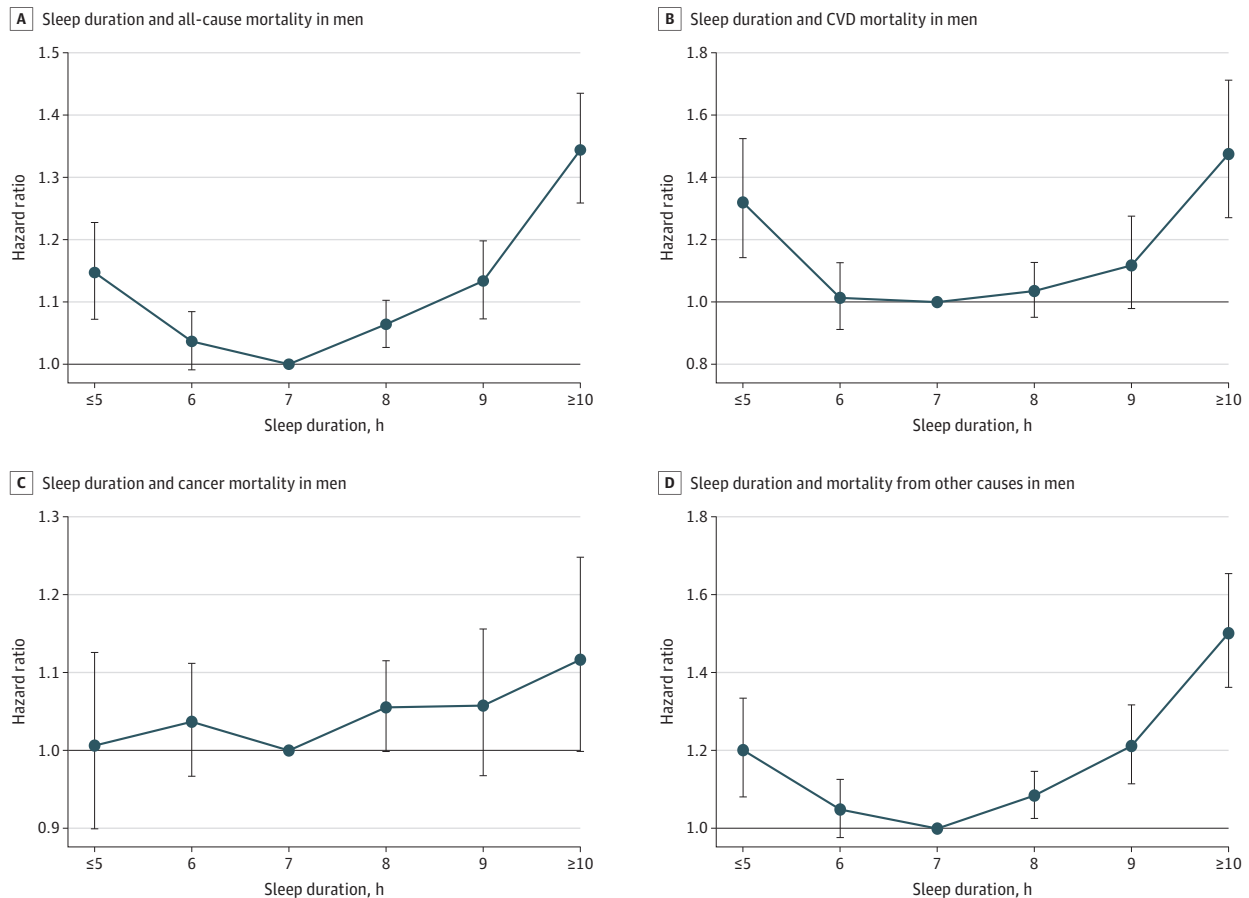 A Sleep duration and all-cause mortality in men
1.5
1.4
1.3
1.2
1.1
1.0
Hazard ratio
≤5 6 7 8 9 ≥10
Sleep duration, h
B Sleep duration and CVD mortality in men
1.8
1.6
1.4
1.2
1.0
0.8
Hazard ratio
≤5 6 7 8 9 ≥10
Sleep duration, h
C Sleep duration and cancer mortality in men
1.3
1.2
1.1
1.0
0.9
Hazard ratio
≤5 6 7 8 9 ≥10
Sleep duration, h
D Sleep duration and mortality from other causes in men
1.8
1.6
1.4
1.2
1.0
Hazard ratio
≤5 6 7 8 9 ≥10
Sleep duration, h